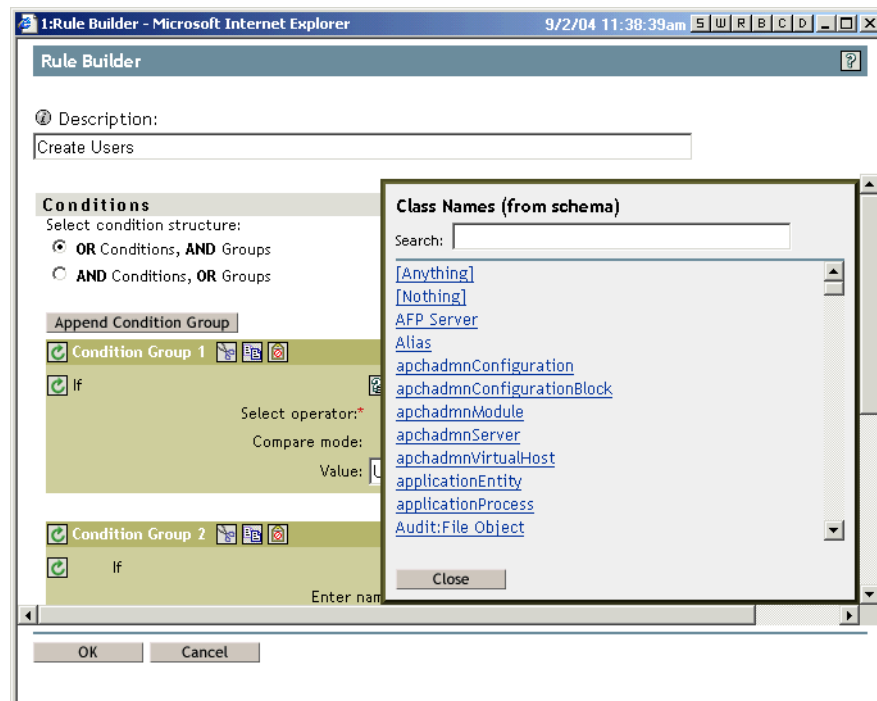 1:Rule Builder - Microsoft Internet Explorer 9/2/04 11:38:39am S W R B C D
Rule Builder
Description:
Create Users
Conditions
Select condition structure:
OR Conditions, AND Groups
AND Conditions, OR Groups
Append Condition Group
Condition Group 1
If
Select operator:*
Compare mode:
Value:
Condition Group 2
If
Enter nam
Class Names (from schema)
Search:
[Anything]
[Nothing]
AFP Server
Alias
apchadmnConfiguration
apchadmnConfigurationBlock
apchadmnModule
apchadmnServer
apchadmnVirtualHost
applicationEntity
applicationProcess
Audit:File Object
Close
OK Cancel